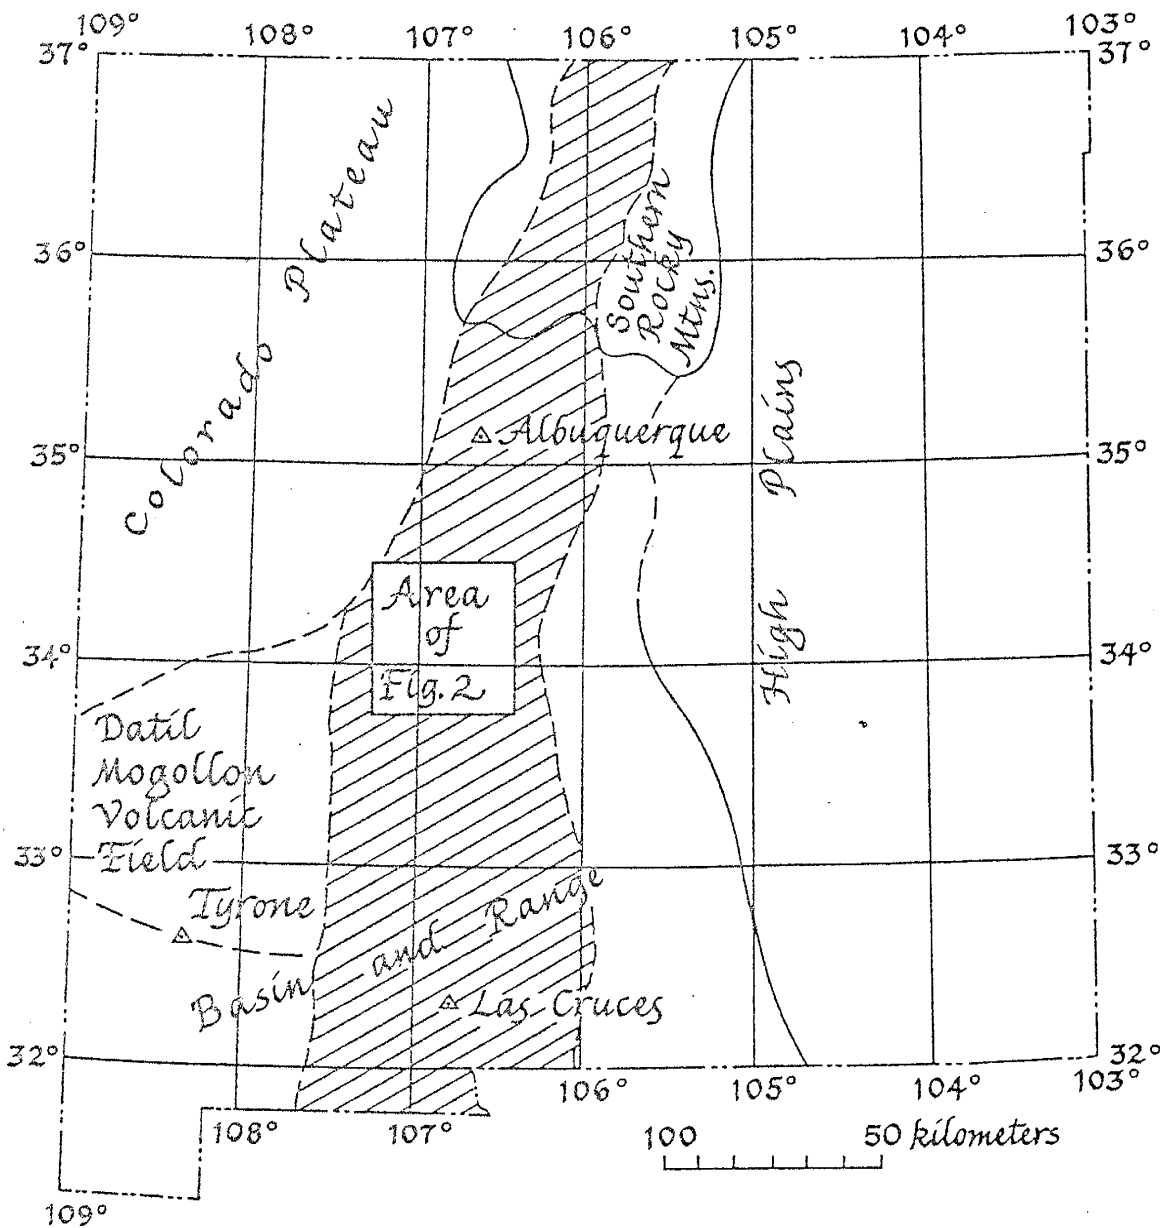 109°
108°
107°
106°
105°
104°
103°
37°
37°
Colorado Plateau
Southern
Rocky
Mtns.
36°
36°
Albuquerque
High Plains
35°
35°
Area
of
Fig. 2
34°
34°
Datil
Mogollon
Volcanic
Field
33°
33°
Tyrone
Basin and Range
Las Cruces
32°
32°
106°
105°
104°
103°
108°
107°
100
50 kilometers
109°